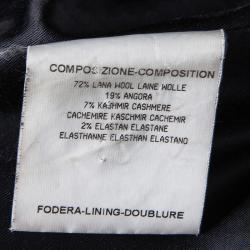 COMPOSIZIONE-COMPOSITION
72% LANA WOOL LAINE WOLLE
19% ANGORA
7% KASHMIR CASHMERE
CACHEMIRE KASCHMIR CACHEMIR
2% ELASTAN ELASTANE
ELASTHANNE ELASTHAN ELASTANO
FODERA-LINING-DOUBLURE